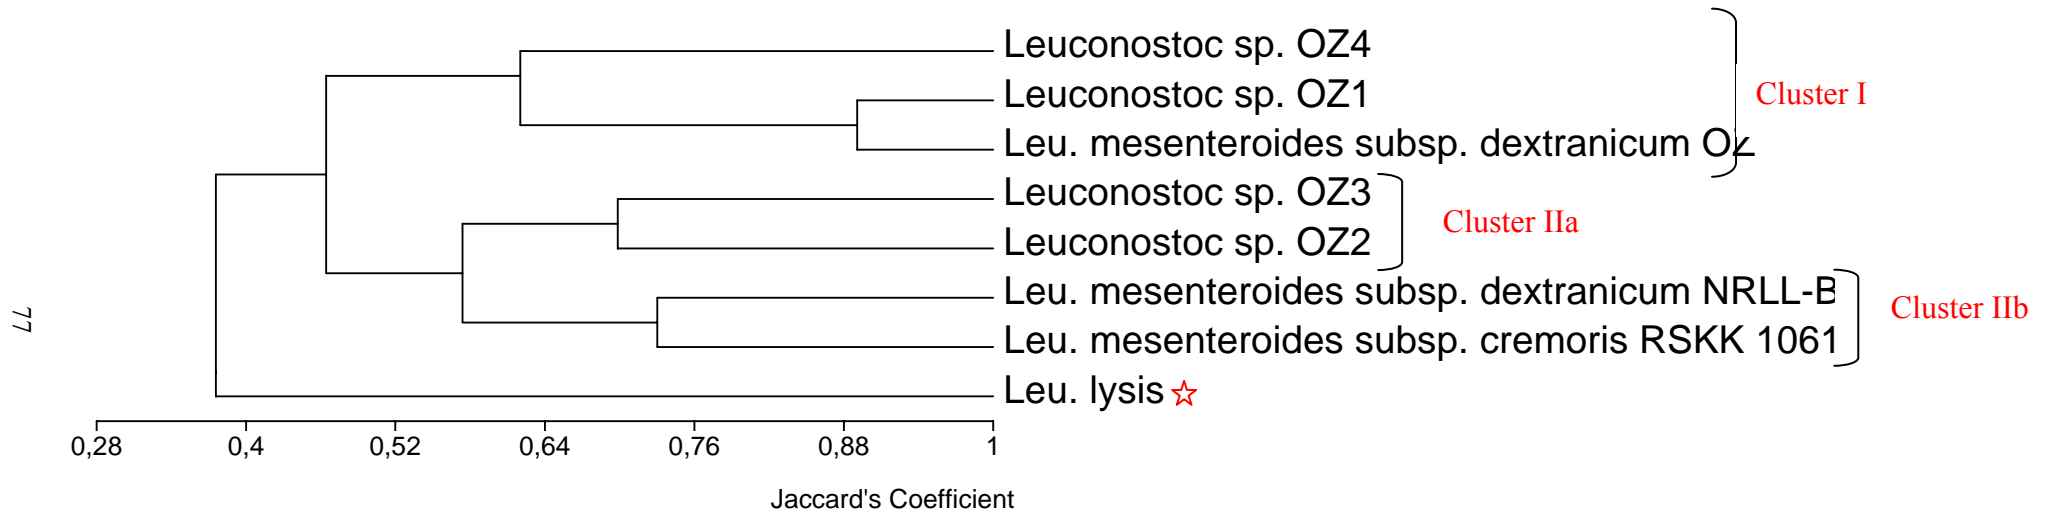 Leuconostoc sp. OZ4
Leuconostoc sp. OZ1
Cluster I
Leu. mesenteroides subsp. dextranicum OZ
Leuconostoc sp. OZ3
Cluster IIa
Leuconostoc sp. OZ2
Leu. mesenteroides subsp. dextranicum NRLL-B
Cluster IIb
Leu. mesenteroides subsp. cremoris RSKK 1061
Leu. lysis
0,28 0,4 0,52 0,64 0,76 0,88 1
Jaccard's Coefficient